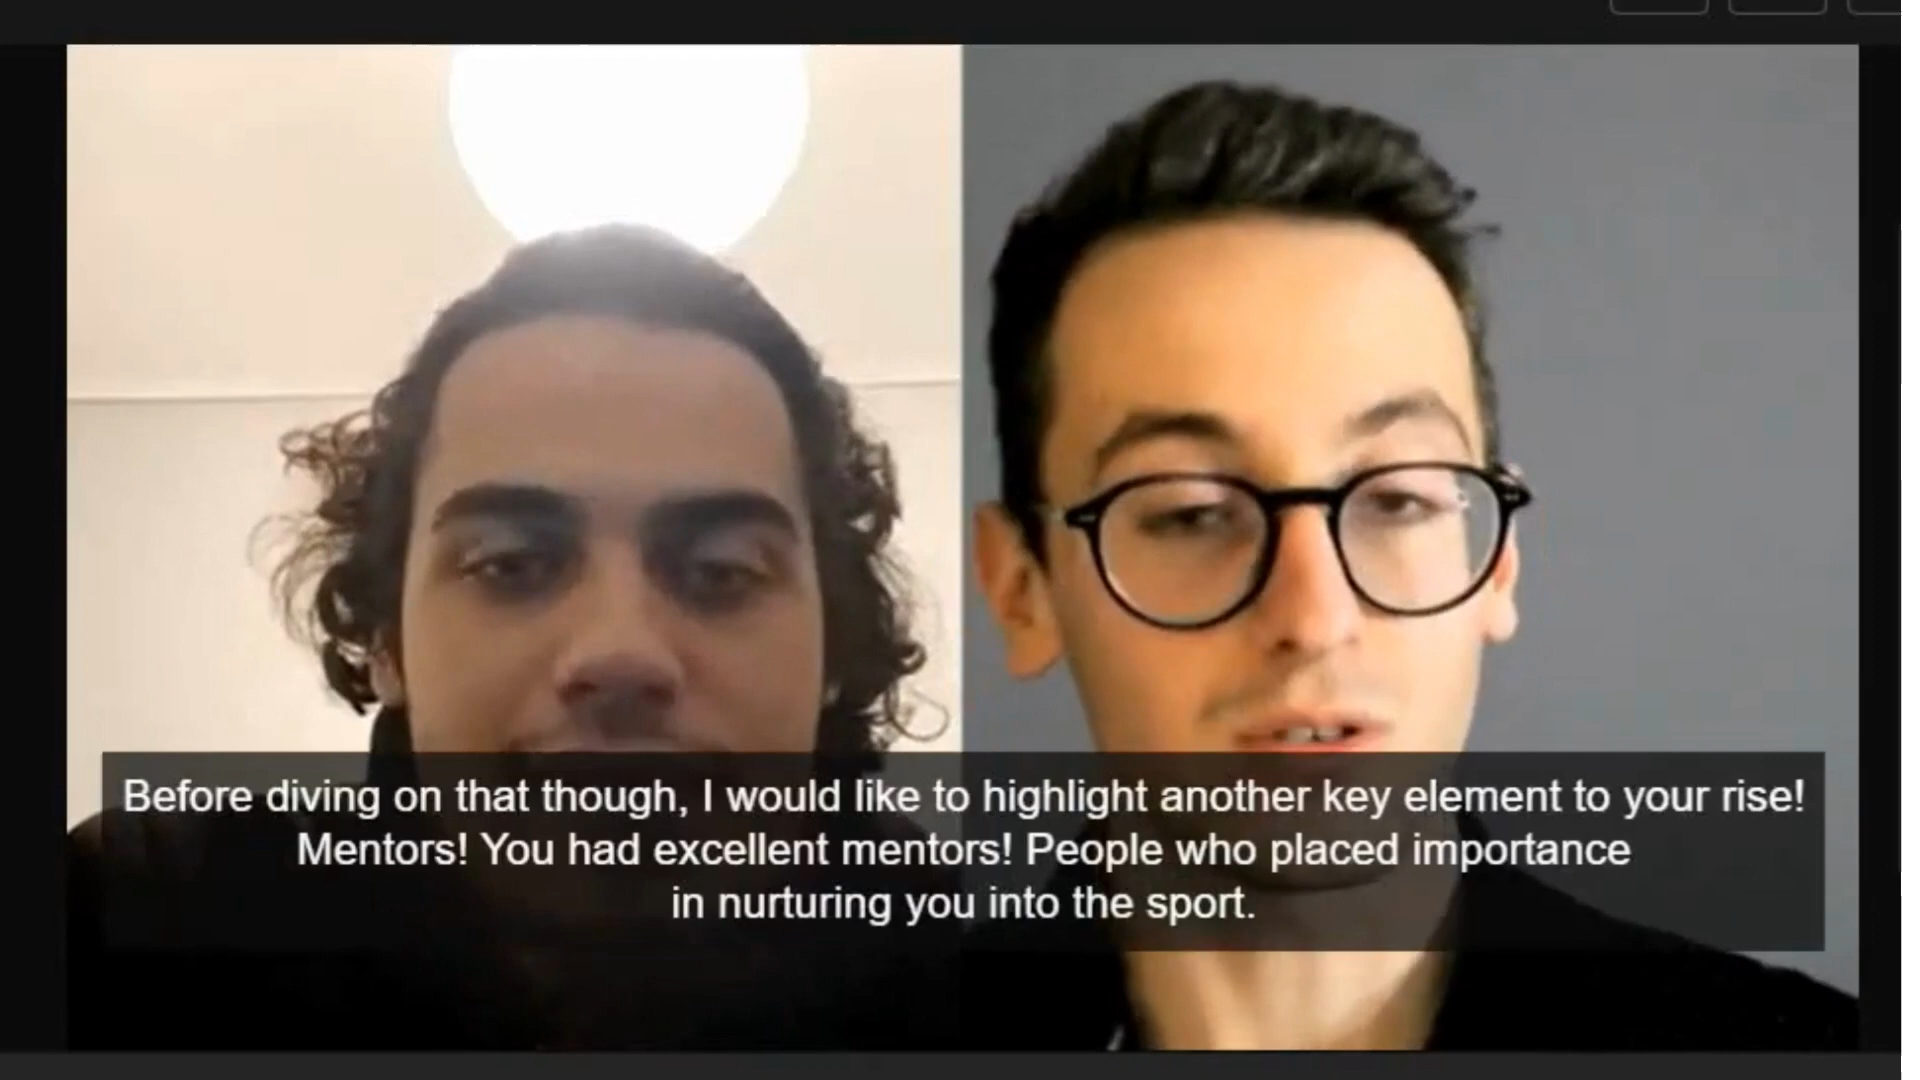 Before diving on that though, I would like to highlight another key element to your rise!
Mentors! You had excellent mentors! People who placed importance
in nurturing you into the sport.